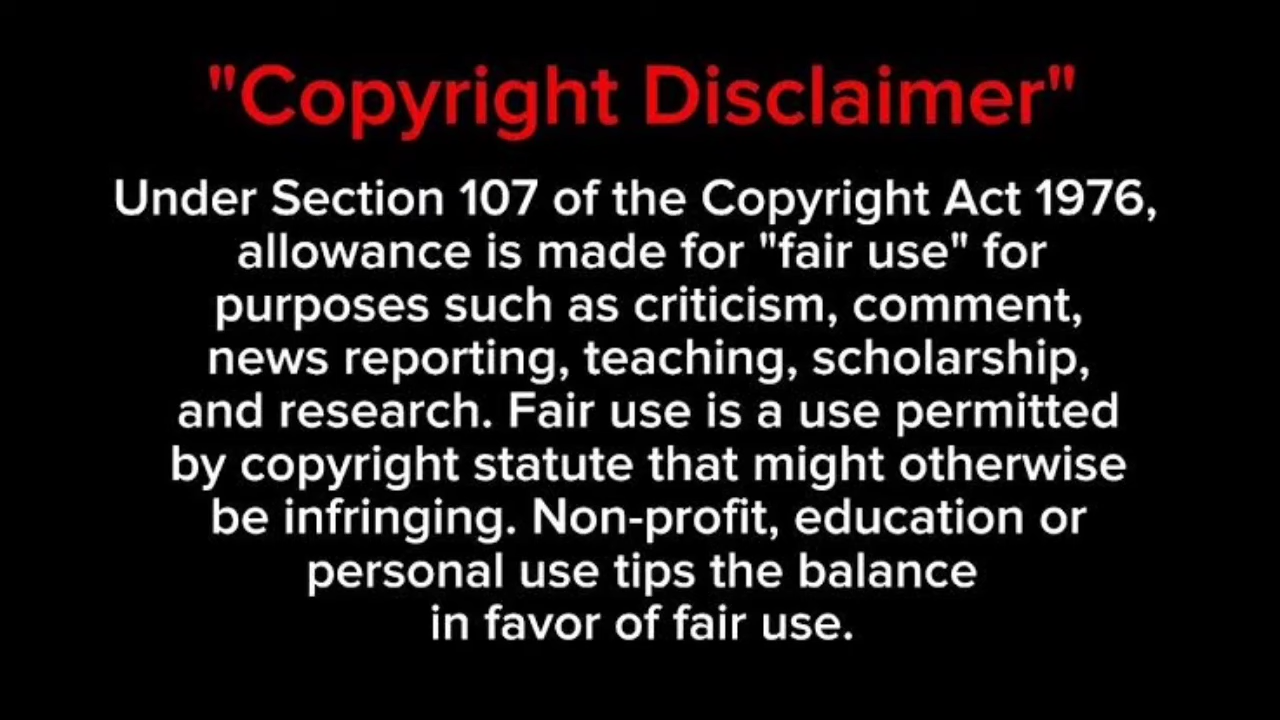 "Copyright Disclaimer"
Under Section 107 of the Copyright Act 1976,
allowance is made for "fair use" for
purposes such as criticism, comment,
news reporting, teaching, scholarship,
and research. Fair use is a use permitted
by copyright statute that might otherwise
be infringing. Non-profit, education or
personal use tips the balance
in favor of fair use.